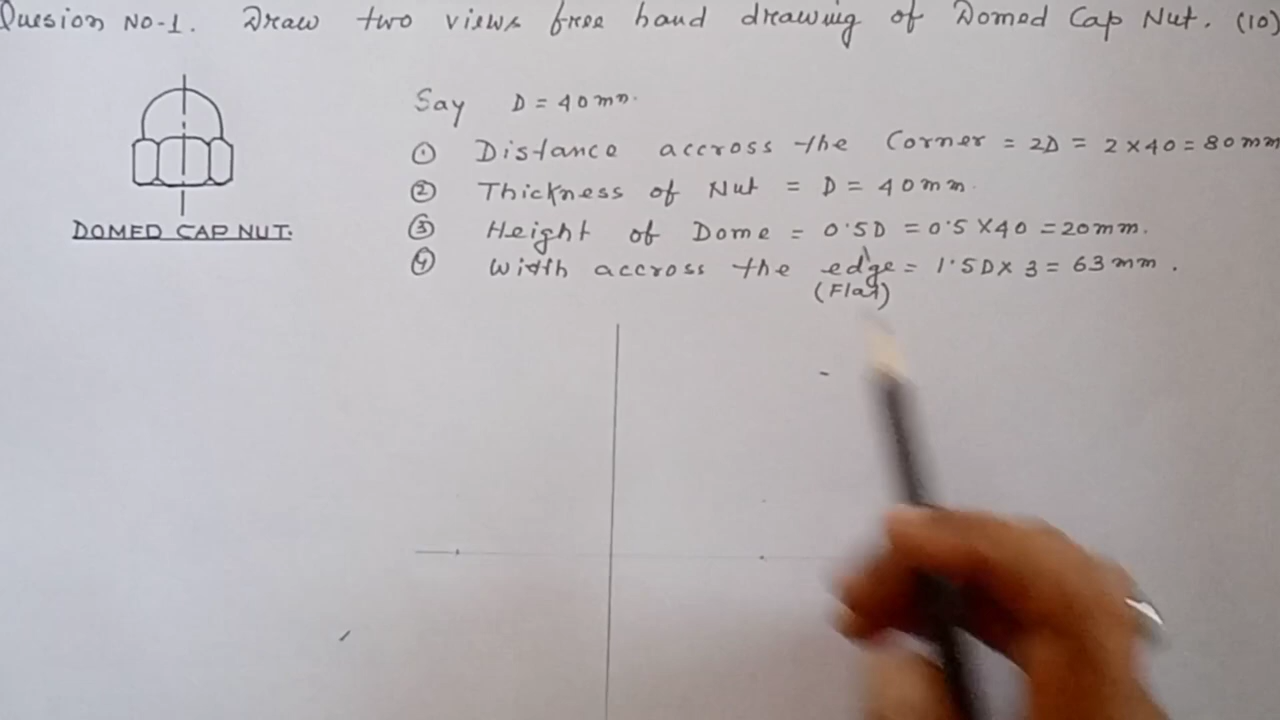 Quesion No-1. Draw two views free hand drawing of Domed Cap Nut. (10)
Say D = 40mm.
① Distance accross the Corner = 2D = 2×40 = 80mm
② Thickness of Nut = D = 40mm.
③ Height of Dome = 0.5D = 0.5×40 = 20mm.
④ Width accross the edge = 1.5D×3 = 63mm.
(Flat)
DOMED CAP NUT.